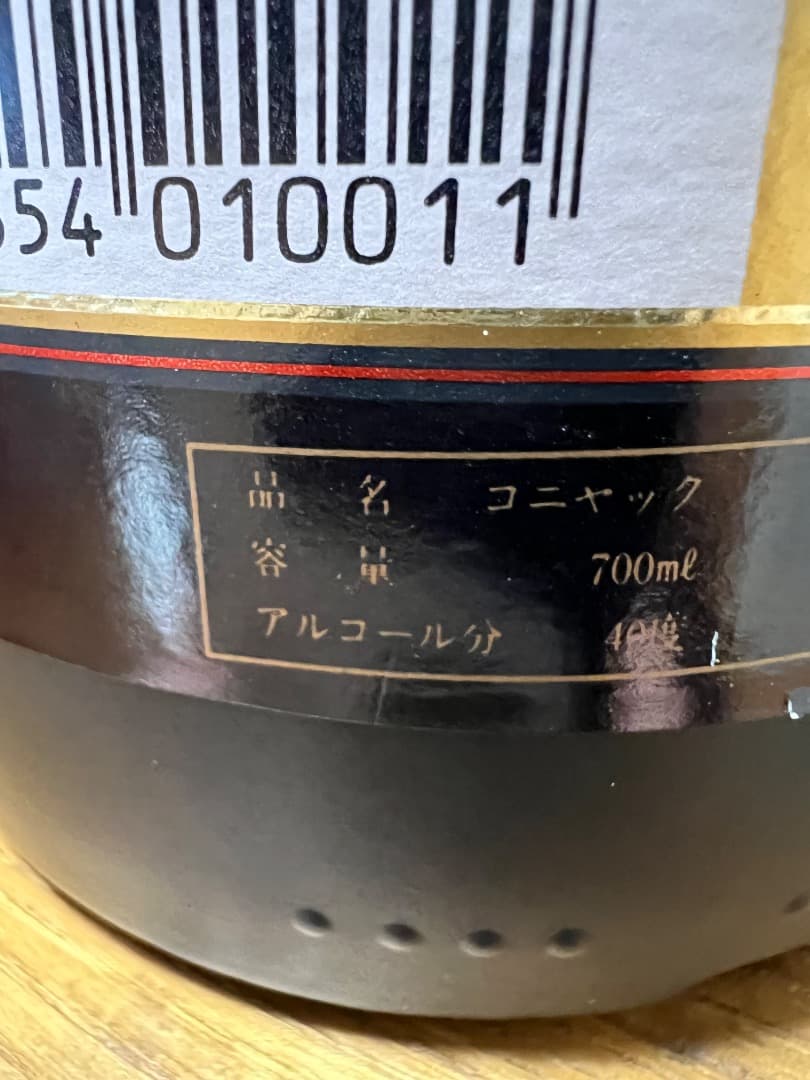 54 010011
品 名 コニャック
容 量 700ml
アルコール分 40度